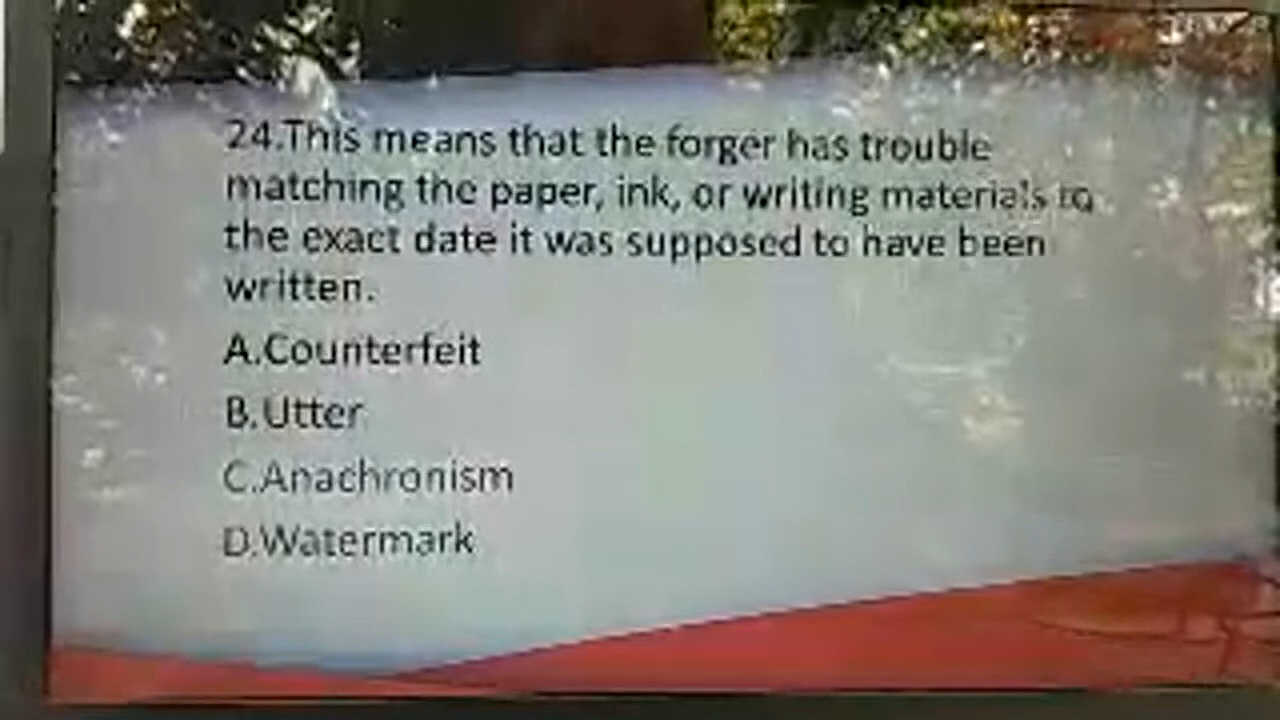 24.This means that the forger has trouble
matching the paper, ink, or writing materials to
the exact date it was supposed to have been
written.
A.Counterfeit
B.Utter
C.Anachronism
D.Watermark